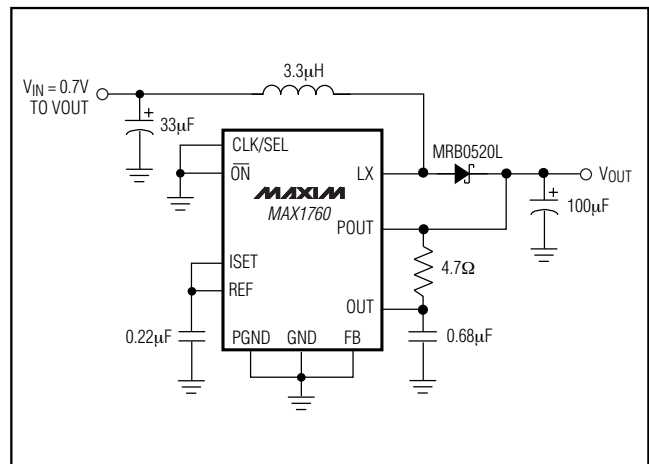 VIN = 0.7V
TO VOUT
3.3μH
+
33μF
CLK/SEL
ON
MAXIM
MAX1760
LX
MRB0520L
VOUT
+
100μF
POUT
4.7Ω
ISET
REF
OUT
0.22μF
0.68μF
PGND GND FB